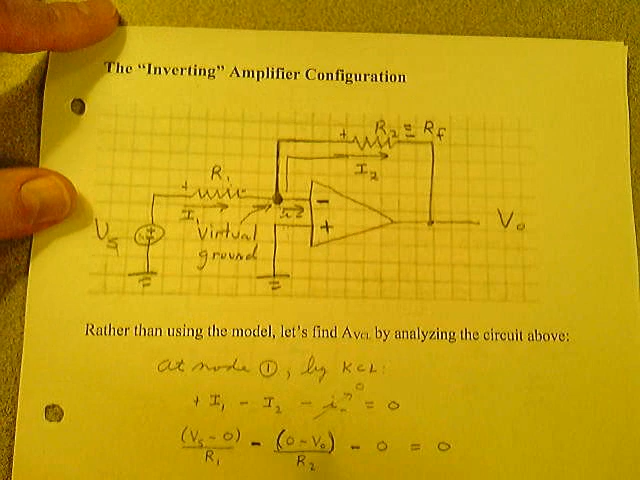 The "Inverting" Amplifier Configuration
R₂ ≡ Rf
+
I₂
R₁
+
I₁
i
−
+
Virtual
ground
Vs
Vo
Rather than using the model, let's find AVCL by analyzing the circuit above:
at node ①, by KCL:
+ I₁ - I₂ - i₋ → 0 = 0
(Vs - 0) / R₁ - (0 - Vo) / R₂ - 0 = 0